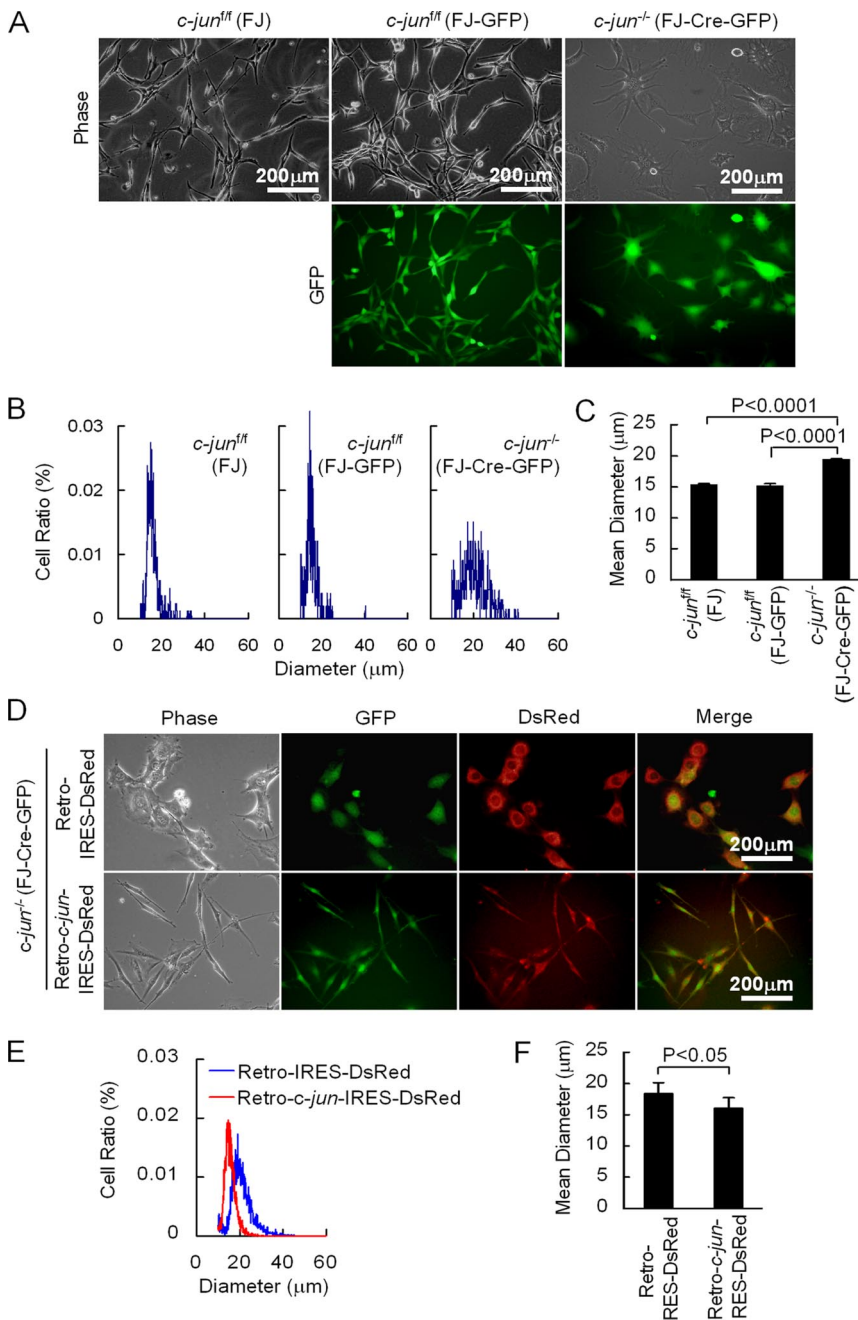 A
c-jun^f/f (FJ)
c-jun^f/f (FJ-GFP)
c-jun^-/- (FJ-Cre-GFP)
Phase
200μm
200μm
200μm
GFP
B
Cell Ratio (%)
0.03
0.02
0.01
0
c-jun^f/f
(FJ)
c-jun^f/f
(FJ-GFP)
c-jun^-/-
(FJ-Cre-GFP)
0 20 40 60
0 20 40 60
0 20 40 60
Diameter (μm)
C
Mean Diameter (μm)
25
20
15
10
5
0
P<0.0001
P<0.0001
c-jun^f/f
(FJ)
c-jun^f/f
(FJ-GFP)
c-jun^-/-
(FJ-Cre-GFP)
D
Phase GFP DsRed Merge
c-jun^-/- (FJ-Cre-GFP)
Retro-
IRES-DsRed
200μm
Retro-c-jun-
IRES-DsRed
200μm
E
Cell Ratio (%)
0.03
0.02
0.01
0
Retro-IRES-DsRed
Retro-c-jun-IRES-DsRed
0 20 40 60
Diameter (μm)
F
Mean Diameter (μm)
25
20
15
10
5
0
P<0.05
Retro-
RES-DsRed
Retro-c-jun-
RES-DsRed